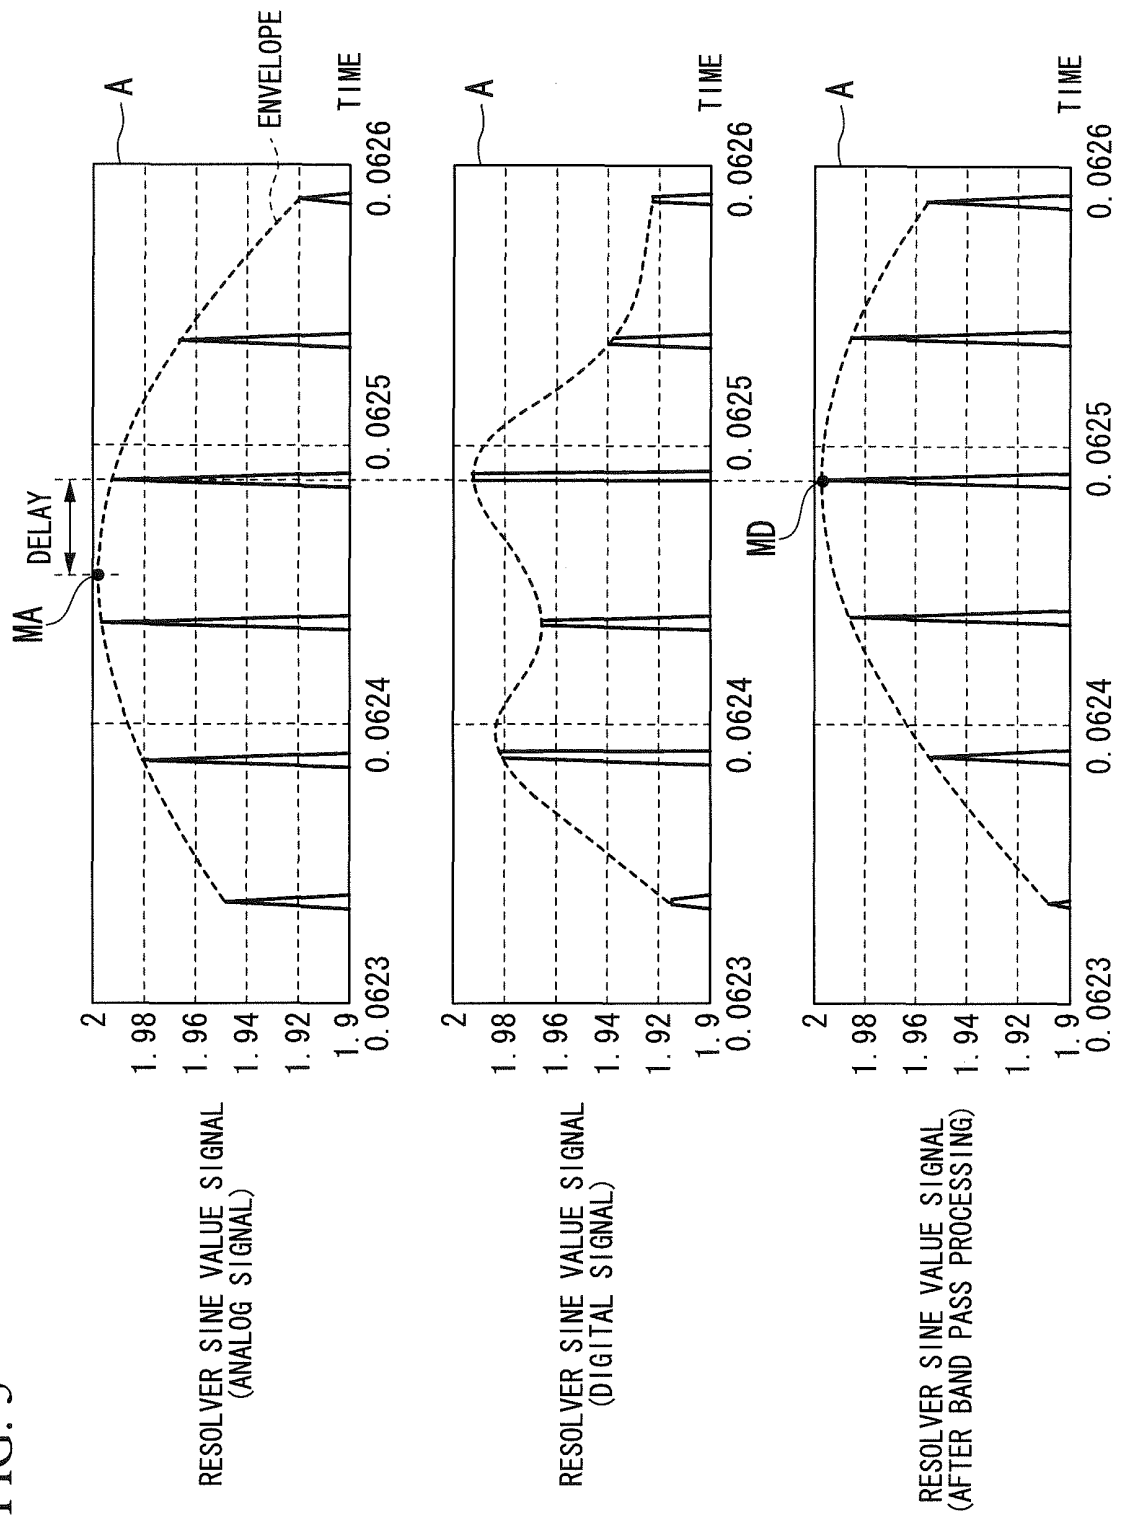 RESOLVER SINE VALUE SIGNAL
(ANALOG SIGNAL)
2
1.98
1.96
1.94
1.92
1.9
0.0623
0.0624
0.0625
0.0626
TIME
MA
DELAY
A
ENVELOPE
RESOLVER SINE VALUE SIGNAL
(DIGITAL SIGNAL)
2
1.98
1.96
1.94
1.92
1.9
0.0623
0.0624
0.0625
0.0626
TIME
A
RESOLVER SINE VALUE SIGNAL
(AFTER BAND PASS PROCESSING)
2
1.98
1.96
1.94
1.92
1.9
0.0623
0.0624
0.0625
0.0626
TIME
MD
A